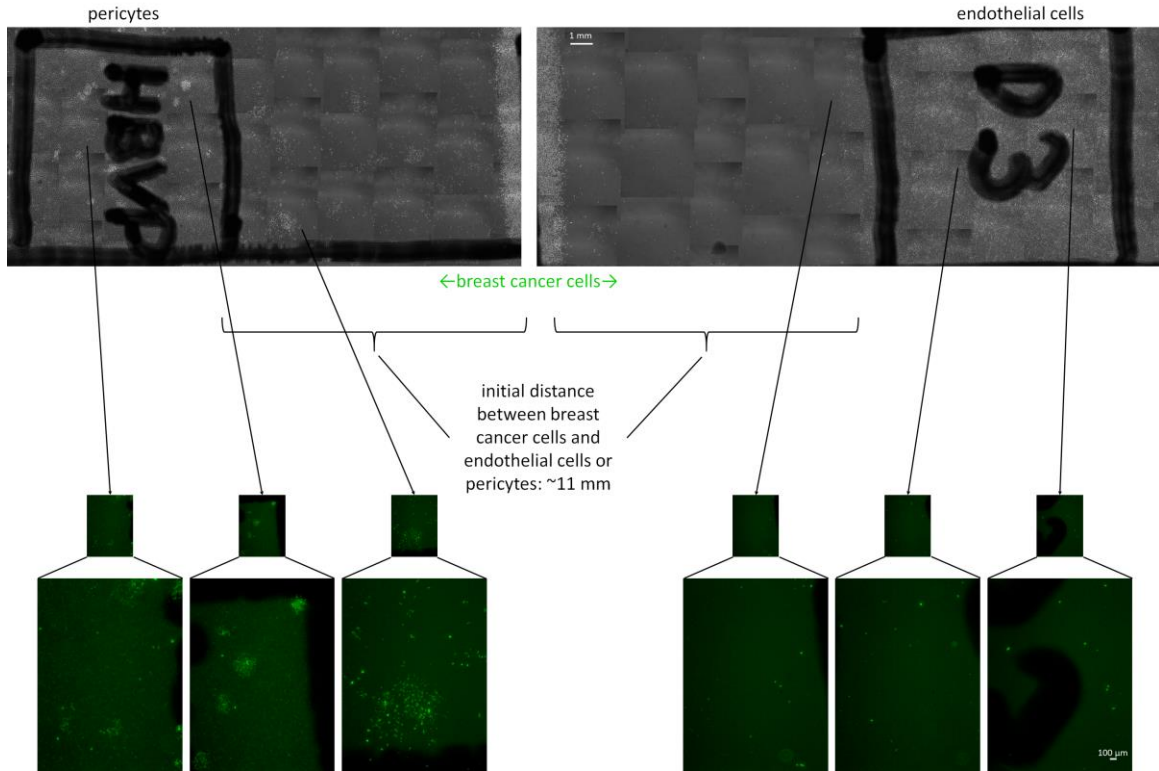 pericytes
endothelial cells
1 mm
HBVP
D3
←breast cancer cells→
initial distance
between breast
cancer cells and
endothelial cells or
pericytes: ~11 mm
100 µm